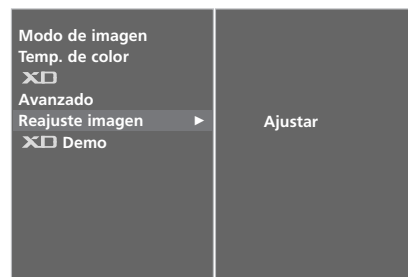 Modo de imagen
Temp. de color
XD
Avanzado
Reajuste imagen ►
XD Demo
Ajustar